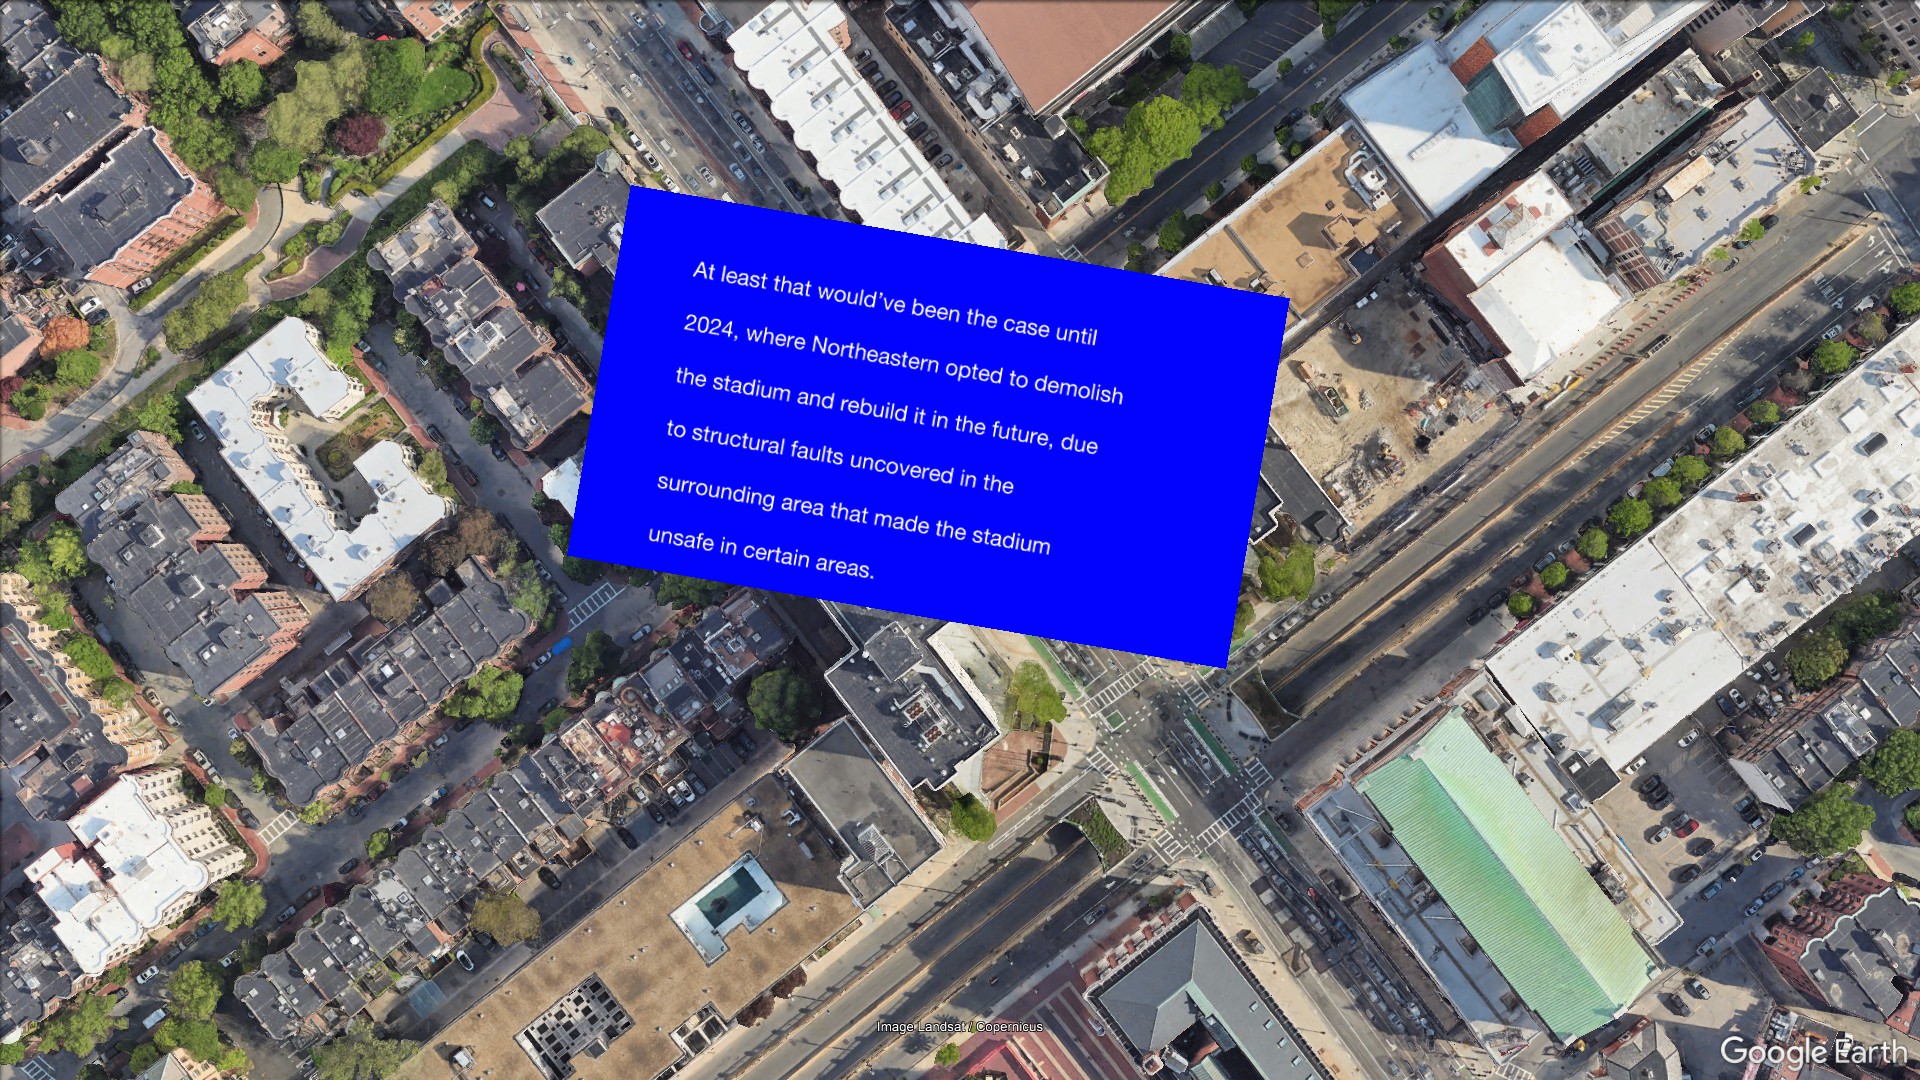 At least that would’ve been the case until
2024, where Northeastern opted to demolish
the stadium and rebuild it in the future, due
to structural faults uncovered in the
surrounding area that made the stadium
unsafe in certain areas.
Image Landsat / Copernicus
Google Earth